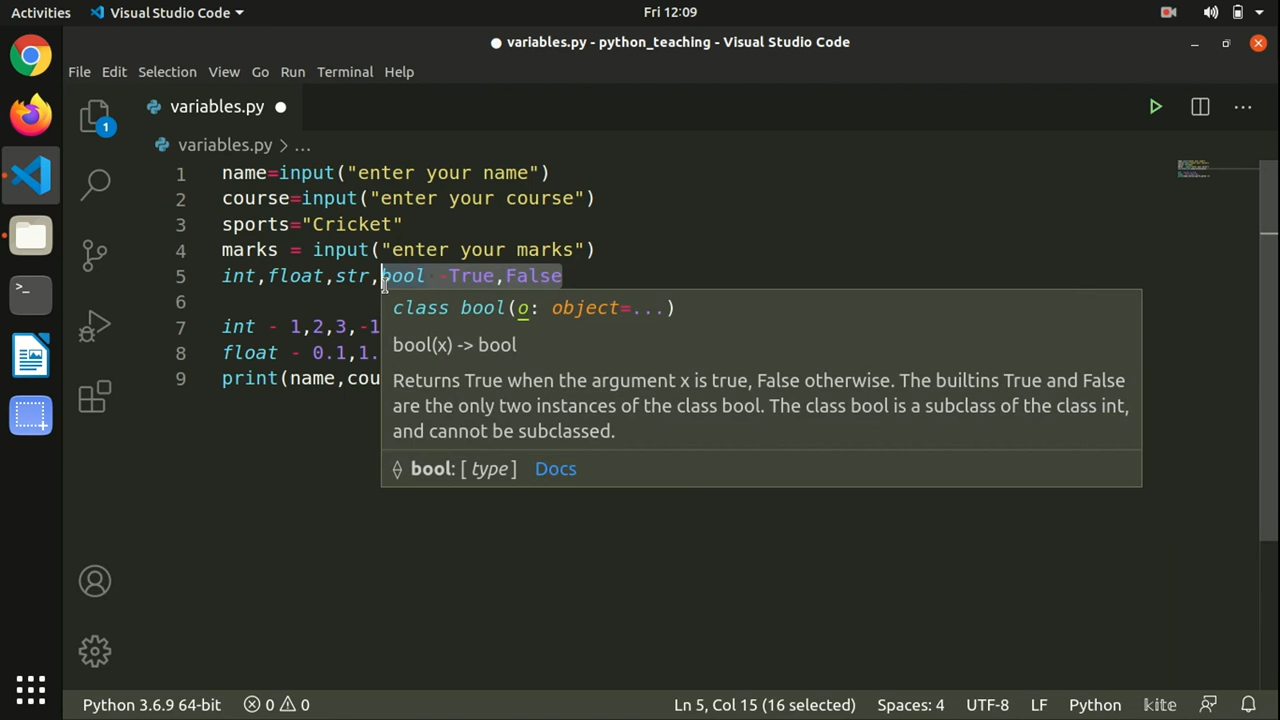 Activities Visual Studio Code Fri 12:09
variables.py - python_teaching - Visual Studio Code
File Edit Selection View Go Run Terminal Help
variables.py
variables.py > ...
1 name=input("enter your name")
2 course=input("enter your course")
3 sports="Cricket"
4 marks = input("enter your marks")
5 int,float,str,bool -True,False
6
7 int - 1,2,3,-1
8 float - 0.1,1.
9 print(name,cou
class bool(o: object=...)
bool(x) -> bool
Returns True when the argument x is true, False otherwise. The builtins True and False
are the only two instances of the class bool. The class bool is a subclass of the class int,
and cannot be subclassed.
bool: [ type ] Docs
1
Python 3.6.9 64-bit 0 0 Ln 5, Col 15 (16 selected) Spaces: 4 UTF-8 LF Python kite